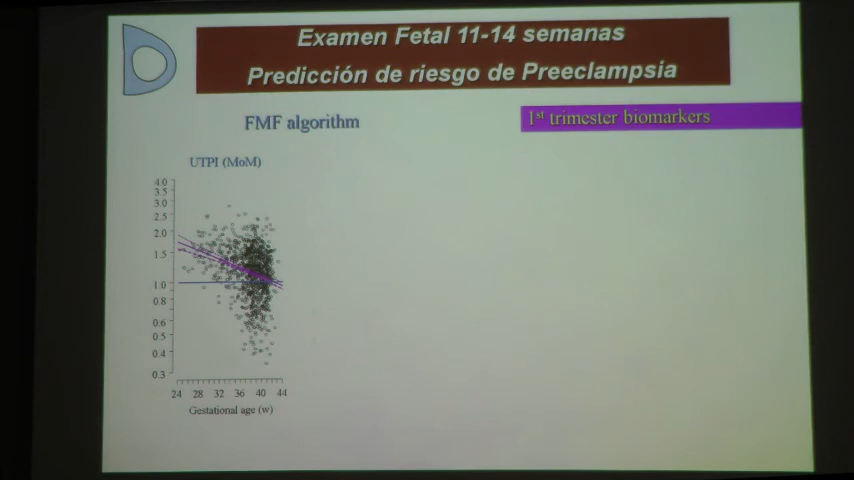 Examen Fetal 11-14 semanas
Predicción de riesgo de Preeclampsia
FMF algorithm
1st trimester biomarkers
UTPI (MoM)
4.0
3.5
3.0
2.5
2.0
1.5
1.0
0.8
0.6
0.5
0.4
0.3
24 28 32 36 40 44
Gestational age (w)